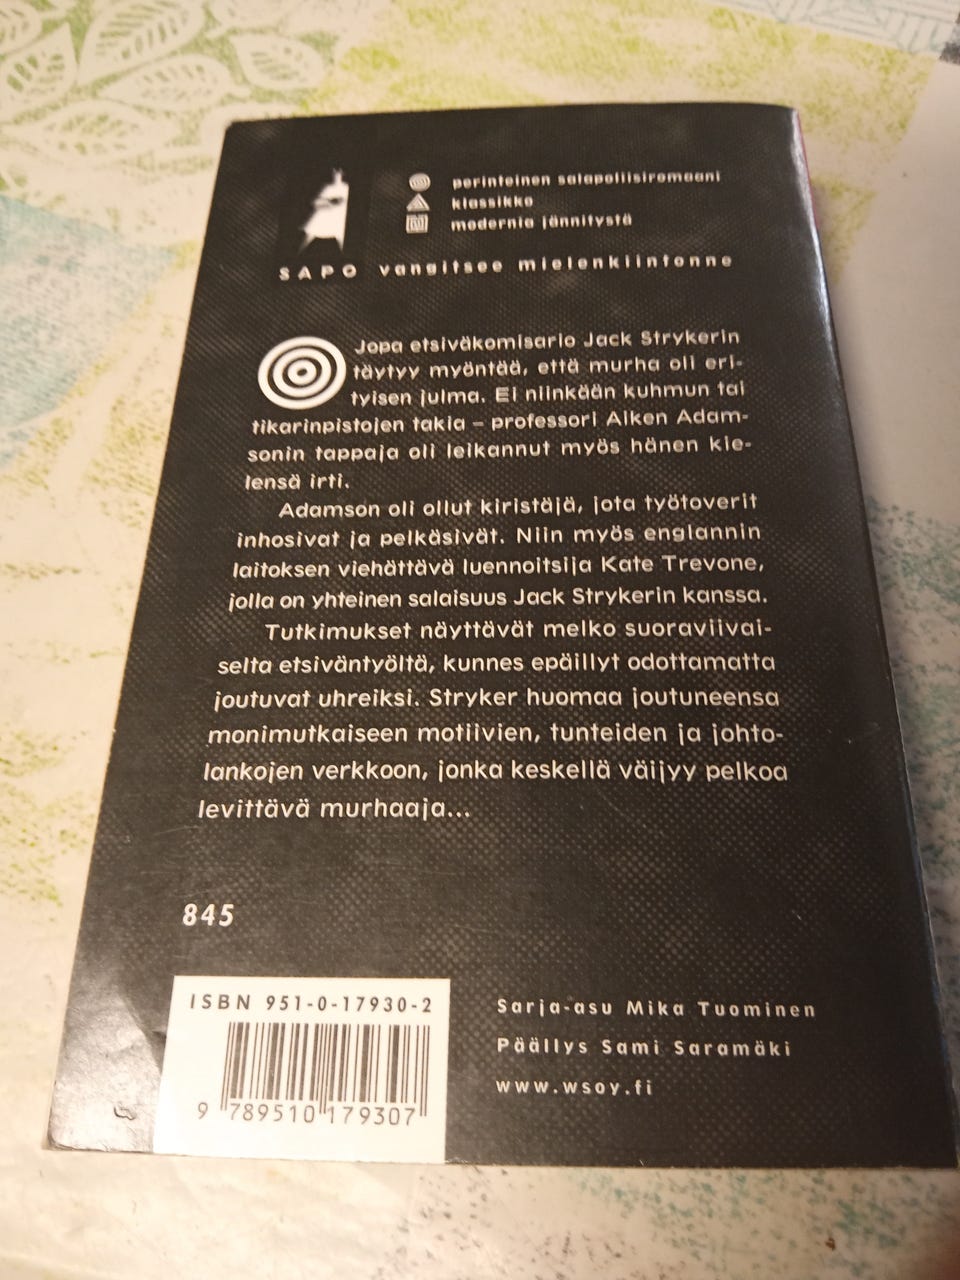 perinteinen salapoliisiromaani
klassikko
modernia jännitystä
SAPO vangitsee mielenkiintonne
Jopa etsiväkomisario Jack Strykerin
täytyy myöntää, että murha oli eri-
tyisen julma. Ei niinkään kuhmun tai
tikarinpistojen takia – professori Aiken Adam-
sonin tappaja oli leikannut myös hänen kie-
lensä irti.
Adamson oli ollut kiristäjä, jota työtoverit
inhosivat ja pelkäsivät. Niin myös englannin
laitoksen viehättävä luennoitsija Kate Trevone,
jolla on yhteinen salaisuus Jack Strykerin kanssa.
Tutkimukset näyttävät melko suoraviivai-
selta etsiväntyöltä, kunnes epäillyt odottamatta
joutuvat uhreiksi. Stryker huomaa joutuneensa
monimutkaiseen motiivien, tunteiden ja johto-
lankojen verkkoon, jonka keskellä väijyy pelkoa
levittävä murhaaja...
845
ISBN 951-0-17930-2
9 789510 179307
Sarja-asu Mika Tuominen
Päällys Sami Saramäki
www.wsoy.fi